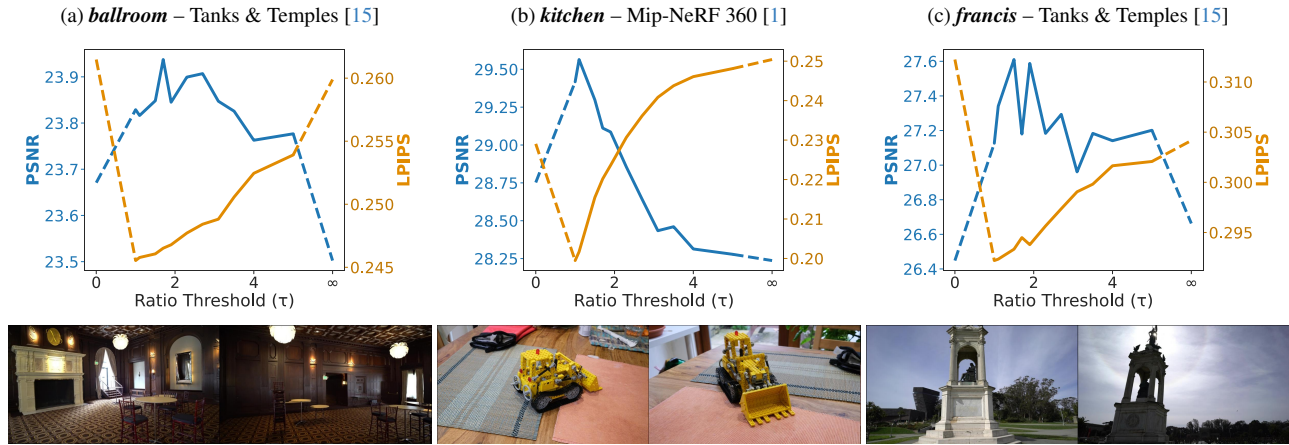 (a) ballroom – Tanks & Temples [15]
23.9
23.8
23.7
23.6
23.5
PSNR
0.260
0.255
0.250
0.245
LPIPS
0 2 4 ∞
Ratio Threshold (τ)
(b) kitchen – Mip-NeRF 360 [1]
29.50
29.25
29.00
28.75
28.50
28.25
PSNR
0.25
0.24
0.23
0.22
0.21
0.20
LPIPS
0 2 4 ∞
Ratio Threshold (τ)
(c) francis – Tanks & Temples [15]
27.6
27.4
27.2
27.0
26.8
26.6
26.4
PSNR
0.310
0.305
0.300
0.295
LPIPS
0 2 4 ∞
Ratio Threshold (τ)